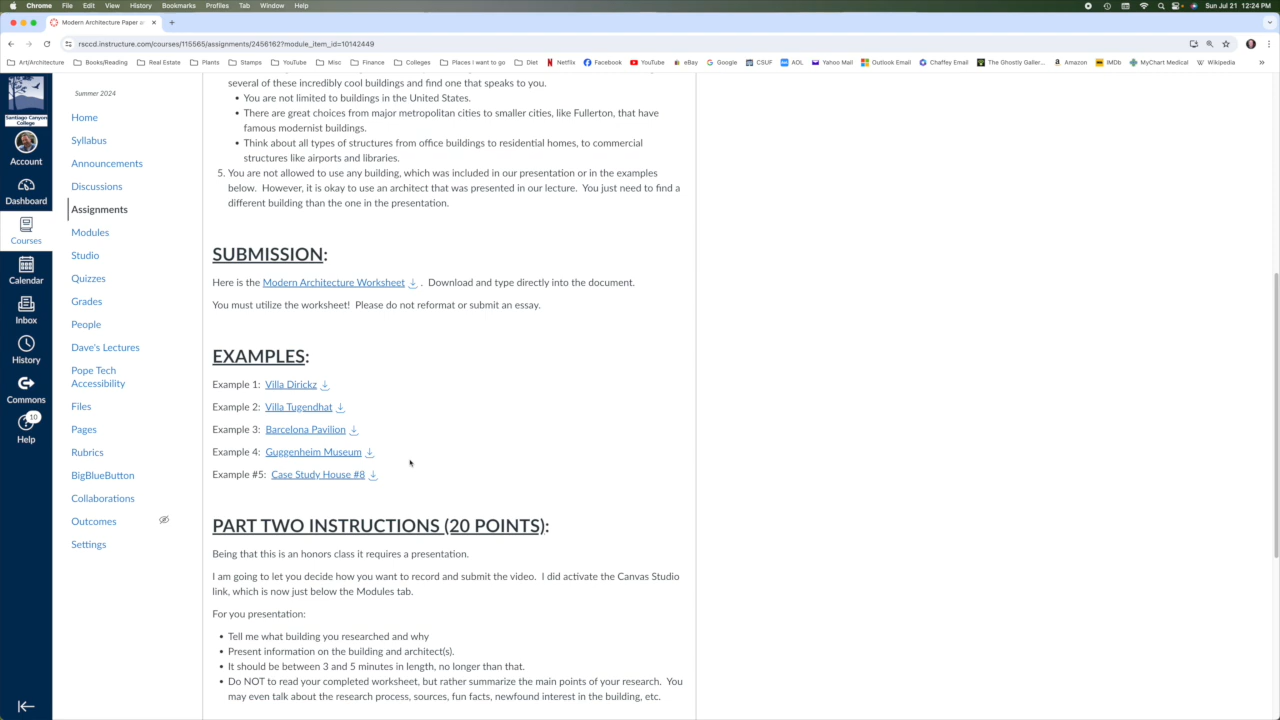 Chrome File Edit View History Bookmarks Profiles Tab Window Help Sun Jul 21 12:24 PM
Modern Architecture Paper o
rsccd.instructure.com/courses/115565/assignments/2456162?module_item_id=10142449
Art/Architecture Books/Reading Real Estate Plants Stamps YouTube Misc Finance Colleges Places I want to go Diet Netflix Facebook YouTube eBay Google CSUF AOL Yahoo Mail Outlook Email Chaffey Email The Ghostly Galler... Amazon IMDb MyChart Medical Wikipedia »
Santiago Canyon
College
Account
Dashboard
Courses
Calendar
Inbox
History
Commons
10
Help
Summer 2024
Home
Syllabus
Announcements
Discussions
Assignments
Modules
Studio
Quizzes
Grades
People
Dave's Lectures
Pope Tech
Accessibility
Files
Pages
Rubrics
BigBlueButton
Collaborations
Outcomes
Settings
several of these incredibly cool buildings and find one that speaks to you.
• You are not limited to buildings in the United States.
• There are great choices from major metropolitan cities to smaller cities, like Fullerton, that have
famous modernist buildings.
• Think about all types of structures from office buildings to residential homes, to commercial
structures like airports and libraries.
5. You are not allowed to use any building, which was included in our presentation or in the examples
below. However, it is okay to use an architect that was presented in our lecture. You just need to find a
different building than the one in the presentation.
SUBMISSION:
Here is the Modern Architecture Worksheet . Download and type directly into the document.
You must utilize the worksheet! Please do not reformat or submit an essay.
EXAMPLES:
Example 1: Villa Dirickz
Example 2: Villa Tugendhat
Example 3: Barcelona Pavilion
Example 4: Guggenheim Museum
Example #5: Case Study House #8
PART TWO INSTRUCTIONS (20 POINTS):
Being that this is an honors class it requires a presentation.
I am going to let you decide how you want to record and submit the video. I did activate the Canvas Studio
link, which is now just below the Modules tab.
For you presentation:
• Tell me what building you researched and why
• Present information on the building and architect(s).
• It should be between 3 and 5 minutes in length, no longer than that.
• Do NOT to read your completed worksheet, but rather summarize the main points of your research. You
may even talk about the research process, sources, fun facts, newfound interest in the building, etc.